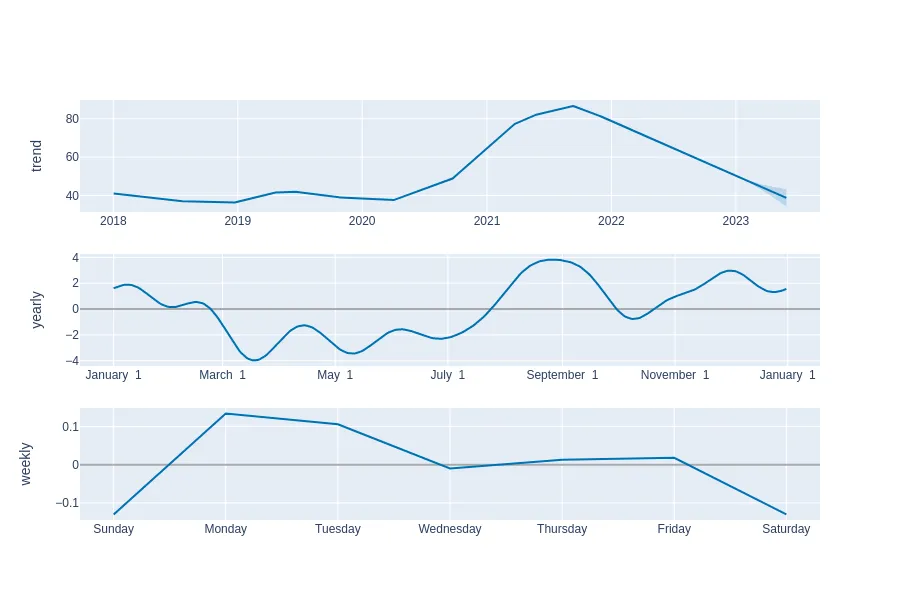 trend
80
60
40
2018 2019 2020 2021 2022 2023
yearly
4
2
0
−2
−4
January 1 March 1 May 1 July 1 September 1 November 1 January 1
weekly
0.1
0
−0.1
Sunday Monday Tuesday Wednesday Thursday Friday Saturday